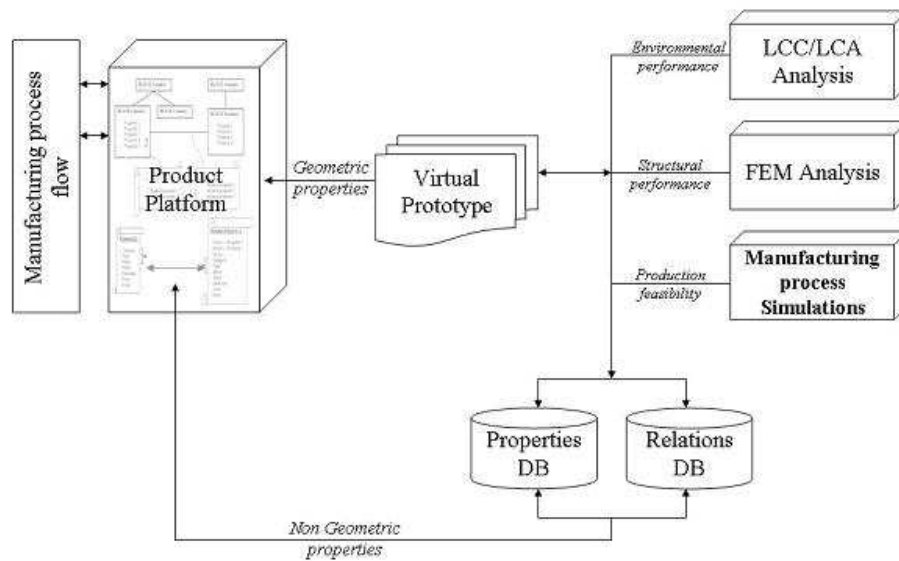 Manufacturing process
flow
Product
Platform
Geometric
properties
Virtual
Prototype
Environmental
performance
LCC/LCA
Analysis
Structural
performance
FEM Analysis
Production
feasibility
Manufacturing
process
Simulations
Properties
DB
Relations
DB
Non Geometric
properties